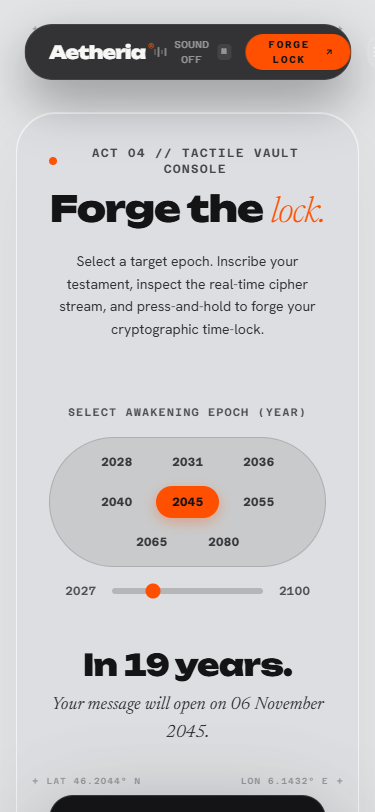 Aetheria®
SOUND
OFF
FORGE
LOCK ↗
ACT 04 // TACTILE VAULT
CONSOLE
Forge the lock.
Select a target epoch. Inscribe your
testament, inspect the real-time cipher
stream, and press-and-hold to forge your
cryptographic time-lock.
SELECT AWAKENING EPOCH (YEAR)
2028 2031 2036
2040 2045 2055
2065 2080
2027 2100
In 19 years.
Your message will open on 06 November
2045.
+ LAT 46.2044° N LON 6.1432° E +